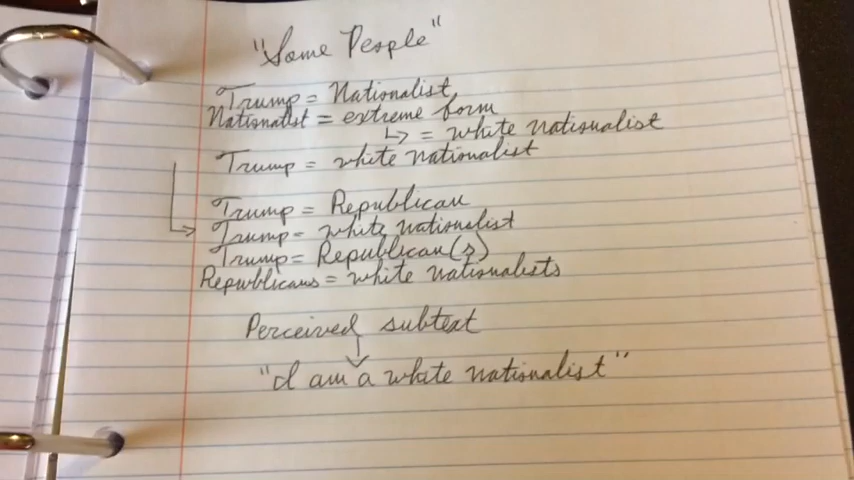 "Some People"
Trump = Nationalist
Nationalist = extreme form
↳ = white nationalist
Trump = white nationalist
Trump = Republican
Trump = white nationalist
Trump = Republican(s)
Republicans = white nationalists
Perceived subtext
"I am a white nationalist"